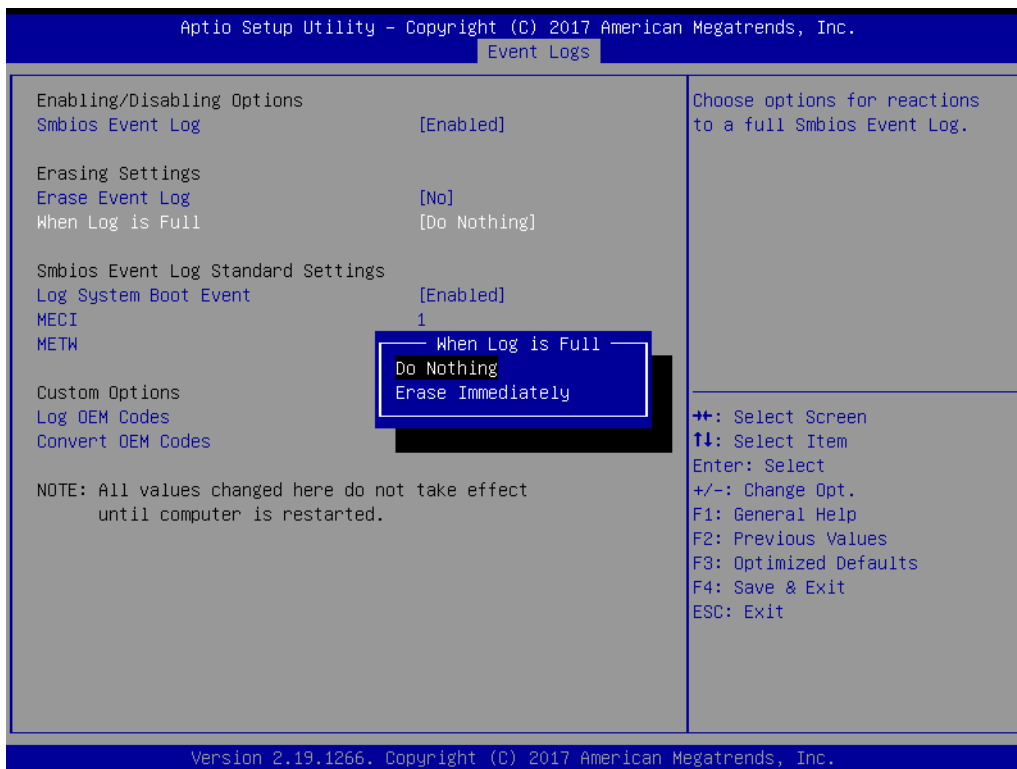 Aptio Setup Utility – Copyright (C) 2017 American Megatrends, Inc.
Event Logs
Enabling/Disabling Options
Smbios Event Log [Enabled]
Erasing Settings
Erase Event Log [No]
When Log is Full [Do Nothing]
Smbios Event Log Standard Settings
Log System Boot Event [Enabled]
MECI 1
METW
When Log is Full
Do Nothing
Erase Immediately
Custom Options
Log OEM Codes
Convert OEM Codes
NOTE: All values changed here do not take effect
until computer is restarted.
Choose options for reactions
to a full Smbios Event Log.
→←: Select Screen
↑↓: Select Item
Enter: Select
+/-: Change Opt.
F1: General Help
F2: Previous Values
F3: Optimized Defaults
F4: Save & Exit
ESC: Exit
Version 2.19.1266. Copyright (C) 2017 American Megatrends, Inc.